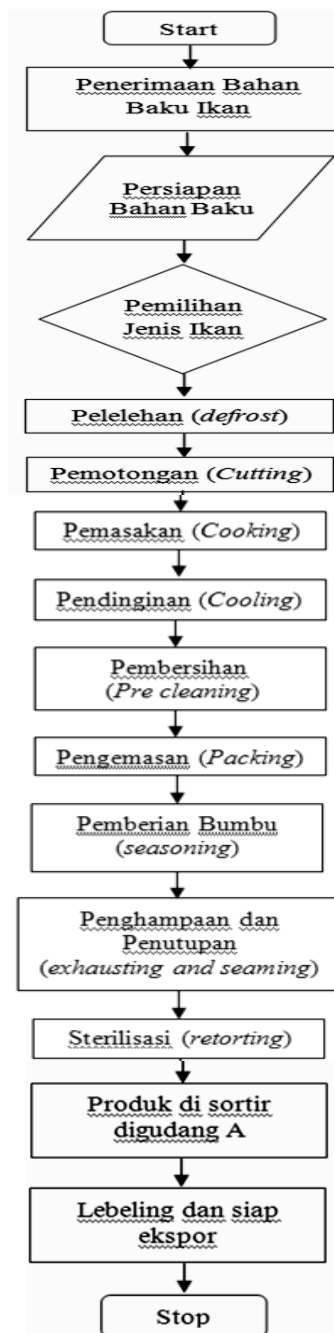 Start
Penerimaan Bahan
Baku Ikan
Persiapan
Bahan Baku
Pemilihan
Jenis Ikan
Pelelehan (defrost)
Pemotongan (Cutting)
Pemasakan (Cooking)
Pendinginan (Cooling)
Pembersihan
(Pre cleaning)
Pengemasan (Packing)
Pemberian Bumbu
(seasoning)
Penghampaan dan
Penutupan
(exhausting and seaming)
Sterilisasi (retorting)
Produk di sortir
digudang A
Lebeling dan siap
ekspor
Stop